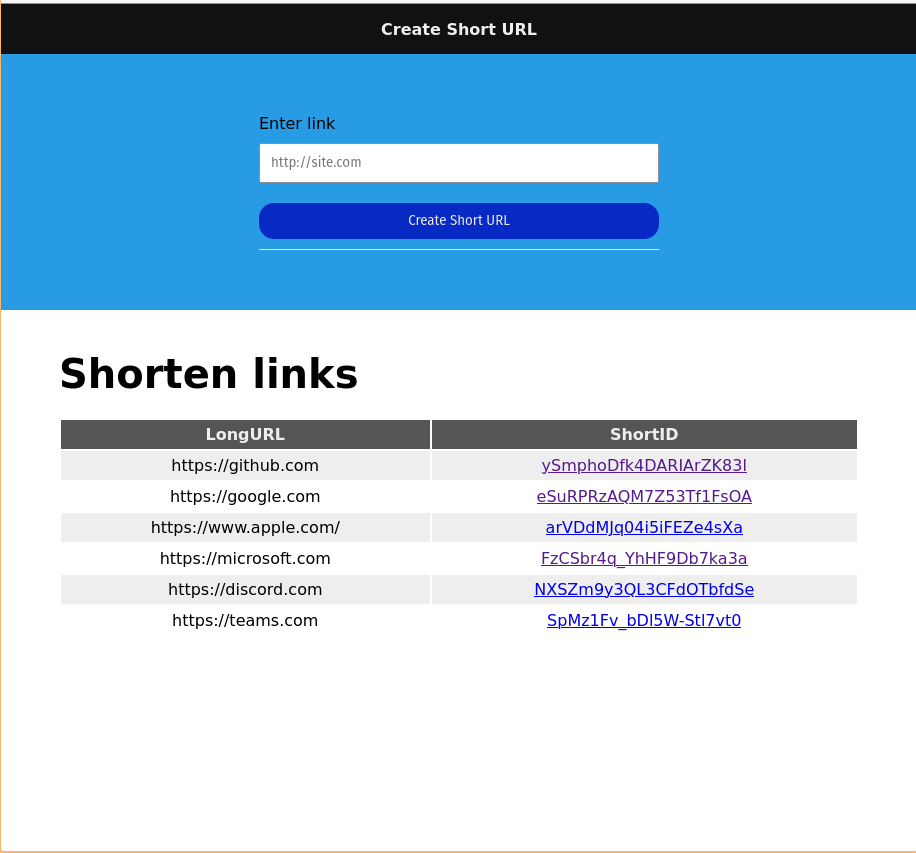 Create Short URL
Enter link
http://site.com
Create Short URL
Shorten links
LongURL ShortID
https://github.com ySmphoDfk4DARIArZK83I
https://google.com eSuRPRzAQM7Z53Tf1FsOA
https://www.apple.com/ arVDdMJq04i5iFEZe4sXa
https://microsoft.com FzCSbr4q_YhHF9Db7ka3a
https://discord.com NXSZm9y3QL3CFdOTbfdSe
https://teams.com SpMz1Fv_bDl5W-Stl7vt0